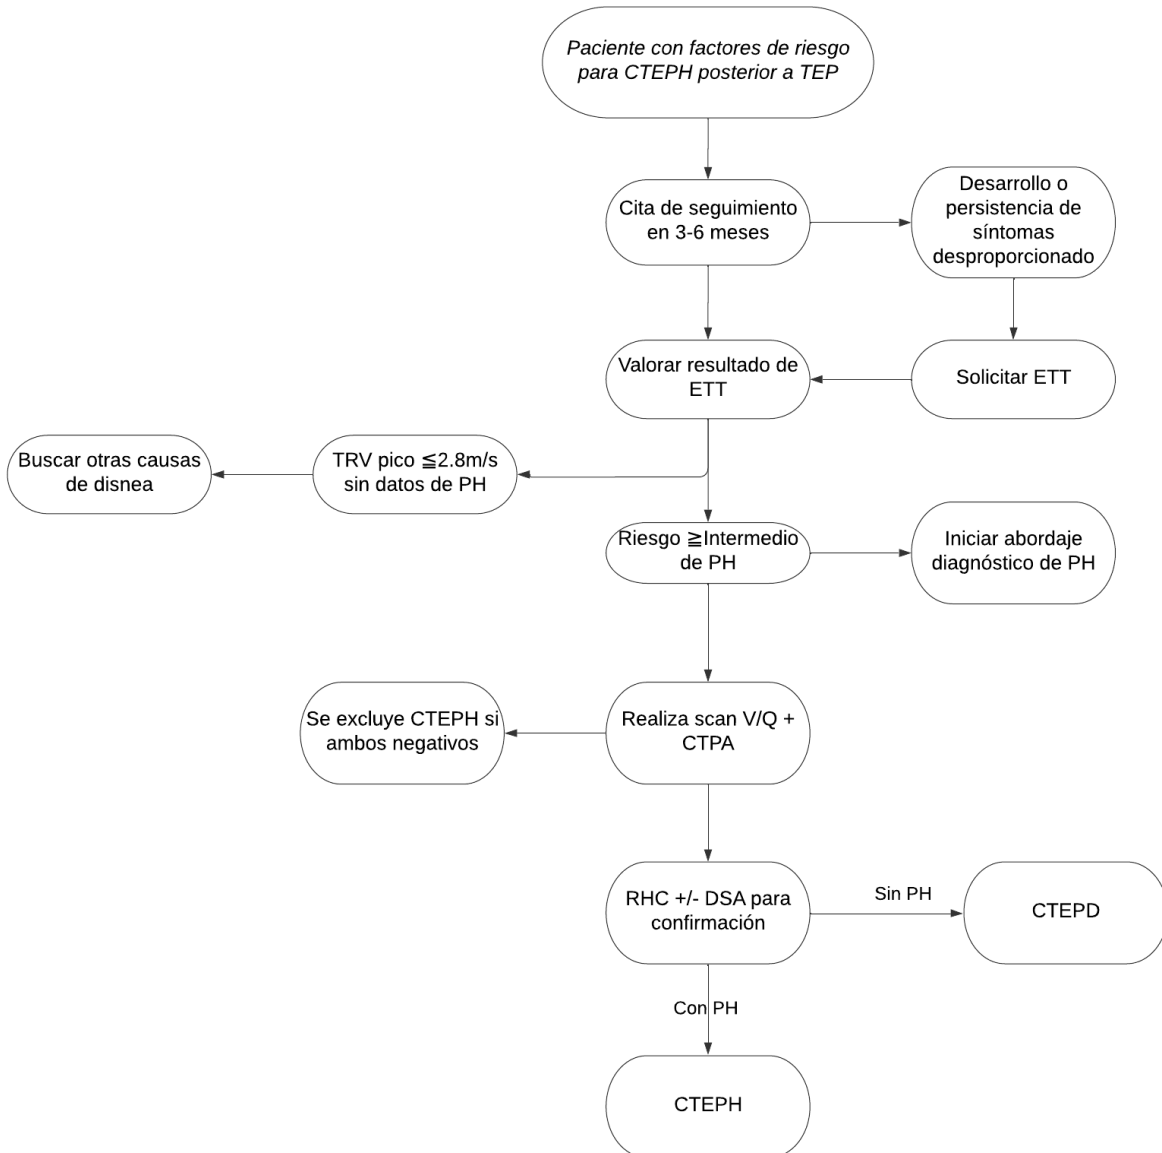 Paciente con factores de riesgo
para CTEPH posterior a TEP
Cita de seguimiento
en 3-6 meses
Desarrollo o
persistencia de
síntomas
desproporcionado
Valorar resultado de
ETT
Solicitar ETT
Buscar otras causas
de disnea
TRV pico ≦2.8m/s
sin datos de PH
Riesgo ≧Intermedio
de PH
Iniciar abordaje
diagnóstico de PH
Se excluye CTEPH si
ambos negativos
Realiza scan V/Q +
CTPA
RHC +/- DSA para
confirmación
Sin PH
CTEPD
Con PH
CTEPH